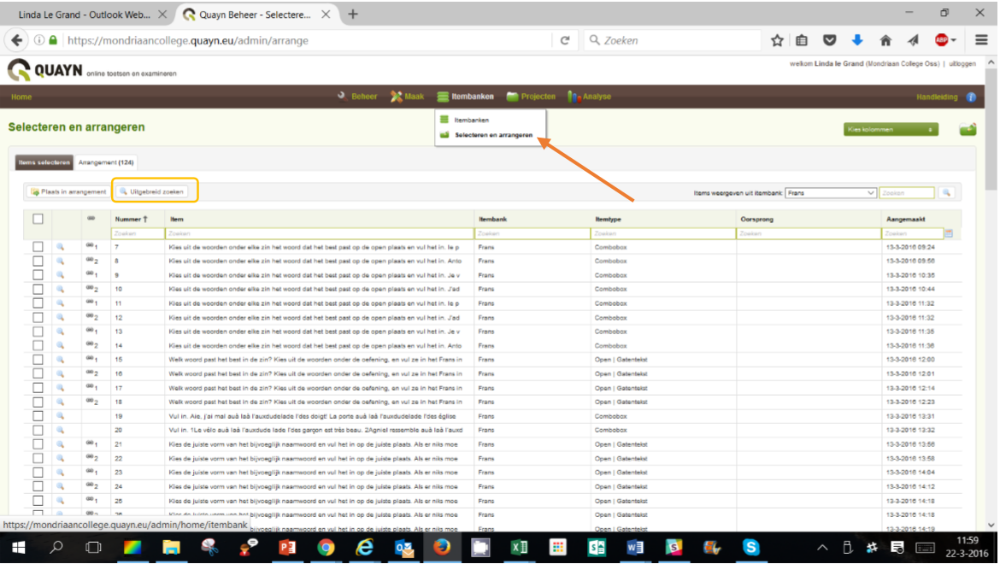 Linda Le Grand - Outlook Web...
Quayn Beheer - Selectere...
https://mondriaancollege.quayn.eu/admin/arrange
Zoeken
ABP
QUAYN online toetsen en examineren
welkom Linda le Grand (Mondriaan College Oss) | uitloggen
Home Beheer Maak Itembanken Projecten Analyse Handleiding
Itembanken
Selecteren en arrangeren
Selecteren en arrangeren
Kies kolommen
Items selecteren Arrangement (124)
Plaats in arrangement Uitgebreid zoeken Items weergeven uit itembank: Frans Zoeken
Nummer Item Itembank Itemtype Oorsprong Aangemaakt
Zoeken Zoeken Zoeken Zoeken Zoeken Zoeken
1 7 Kies uit de woorden onder elke zin het woord dat het best past op de open plaats en vul het in. le p Frans Combobox 13-3-2016 09:24
2 8 Kies uit de woorden onder elke zin het woord dat het best past op de open plaats en vul het in. Anto Frans Combobox 13-3-2016 09:56
1 9 Kies uit de woorden onder elke zin het woord dat het best past op de open plaats en vul het in. Je v Frans Combobox 13-3-2016 10:35
2 10 Kies uit de woorden onder elke zin het woord dat het best past op de open plaats en vul het in. J'ad Frans Combobox 13-3-2016 10:44
1 11 Kies uit de woorden onder elke zin het woord dat het best past op de open plaats en vul het in. le p Frans Combobox 13-3-2016 11:32
2 12 Kies uit de woorden onder elke zin het woord dat het best past op de open plaats en vul het in. J'ad Frans Combobox 13-3-2016 11:32
1 13 Kies uit de woorden onder elke zin het woord dat het best past op de open plaats en vul het in. Je v Frans Combobox 13-3-2016 11:35
2 14 Kies uit de woorden onder elke zin het woord dat het best past op de open plaats en vul het in. Anto Frans Combobox 13-3-2016 11:36
1 15 Welk woord past het best in de zin? Kies uit de woorden onder de oefening, en vul ze in het Frans in Frans Open | Gatentekst 13-3-2016 12:00
2 16 Welk woord past het best in de zin? Kies uit de woorden onder de oefening, en vul ze in het Frans in Frans Open | Gatentekst 13-3-2016 12:01
1 17 Welk woord past het best in de zin? Kies uit de woorden onder de oefening, en vul ze in het Frans in Frans Open | Gatentekst 13-3-2016 12:14
2 18 Welk woord past het best in de zin? Kies uit de woorden onder de oefening, en vul ze in het Frans in Frans Open | Gatentekst 13-3-2016 12:23
19 Vul in. Aie, j'ai mal auà laà l'auxdudelade l'des doigt! La porte auà laà l'auxdudelade l'des église Frans Combobox 13-3-2016 13:31
20 Vul in. 1Le vélo auà laà l'auxdude lade l'des garçon est très beau. 2Agniel ressemble auà laà l'auxd Frans Combobox 13-3-2016 13:32
1 21 Kies de juiste vorm van het bijvoeglijk naamwoord en vul het in op de juiste plaats. Als er niks moe Frans Open | Gatentekst 13-3-2016 13:56
2 22 Kies de juiste vorm van het bijvoeglijk naamwoord en vul het in op de juiste plaats. Als er niks moe Frans Open | Gatentekst 13-3-2016 13:58
1 23 Kies de juiste vorm van het bijvoeglijk naamwoord en vul het in op de juiste plaats. Als er niks moe Frans Open | Gatentekst 13-3-2016 14:04
2 24 Kies de juiste vorm van het bijvoeglijk naamwoord en vul het in op de juiste plaats. Als er niks moe Frans Open | Gatentekst 13-3-2016 14:12
1 25 Kies de juiste vorm van het bijvoeglijk naamwoord en vul het in op de juiste plaats. Als er niks moe Frans Open | Gatentekst 13-3-2016 14:18
2 26 Kies de juiste vorm van het bijvoeglijk naamwoord en vul het in op de juiste plaats. Als er niks moe Frans Open | Gatentekst 13-3-2016 14:18
bijvoeglijk naamwoord en vul het in op de juiste plaats. Als er niks moe Frans Open | Gatentekst 13-3-2016 14:19
https://mondriaancollege.quayn.eu/admin/home/itembank
11:59
22-3-2016